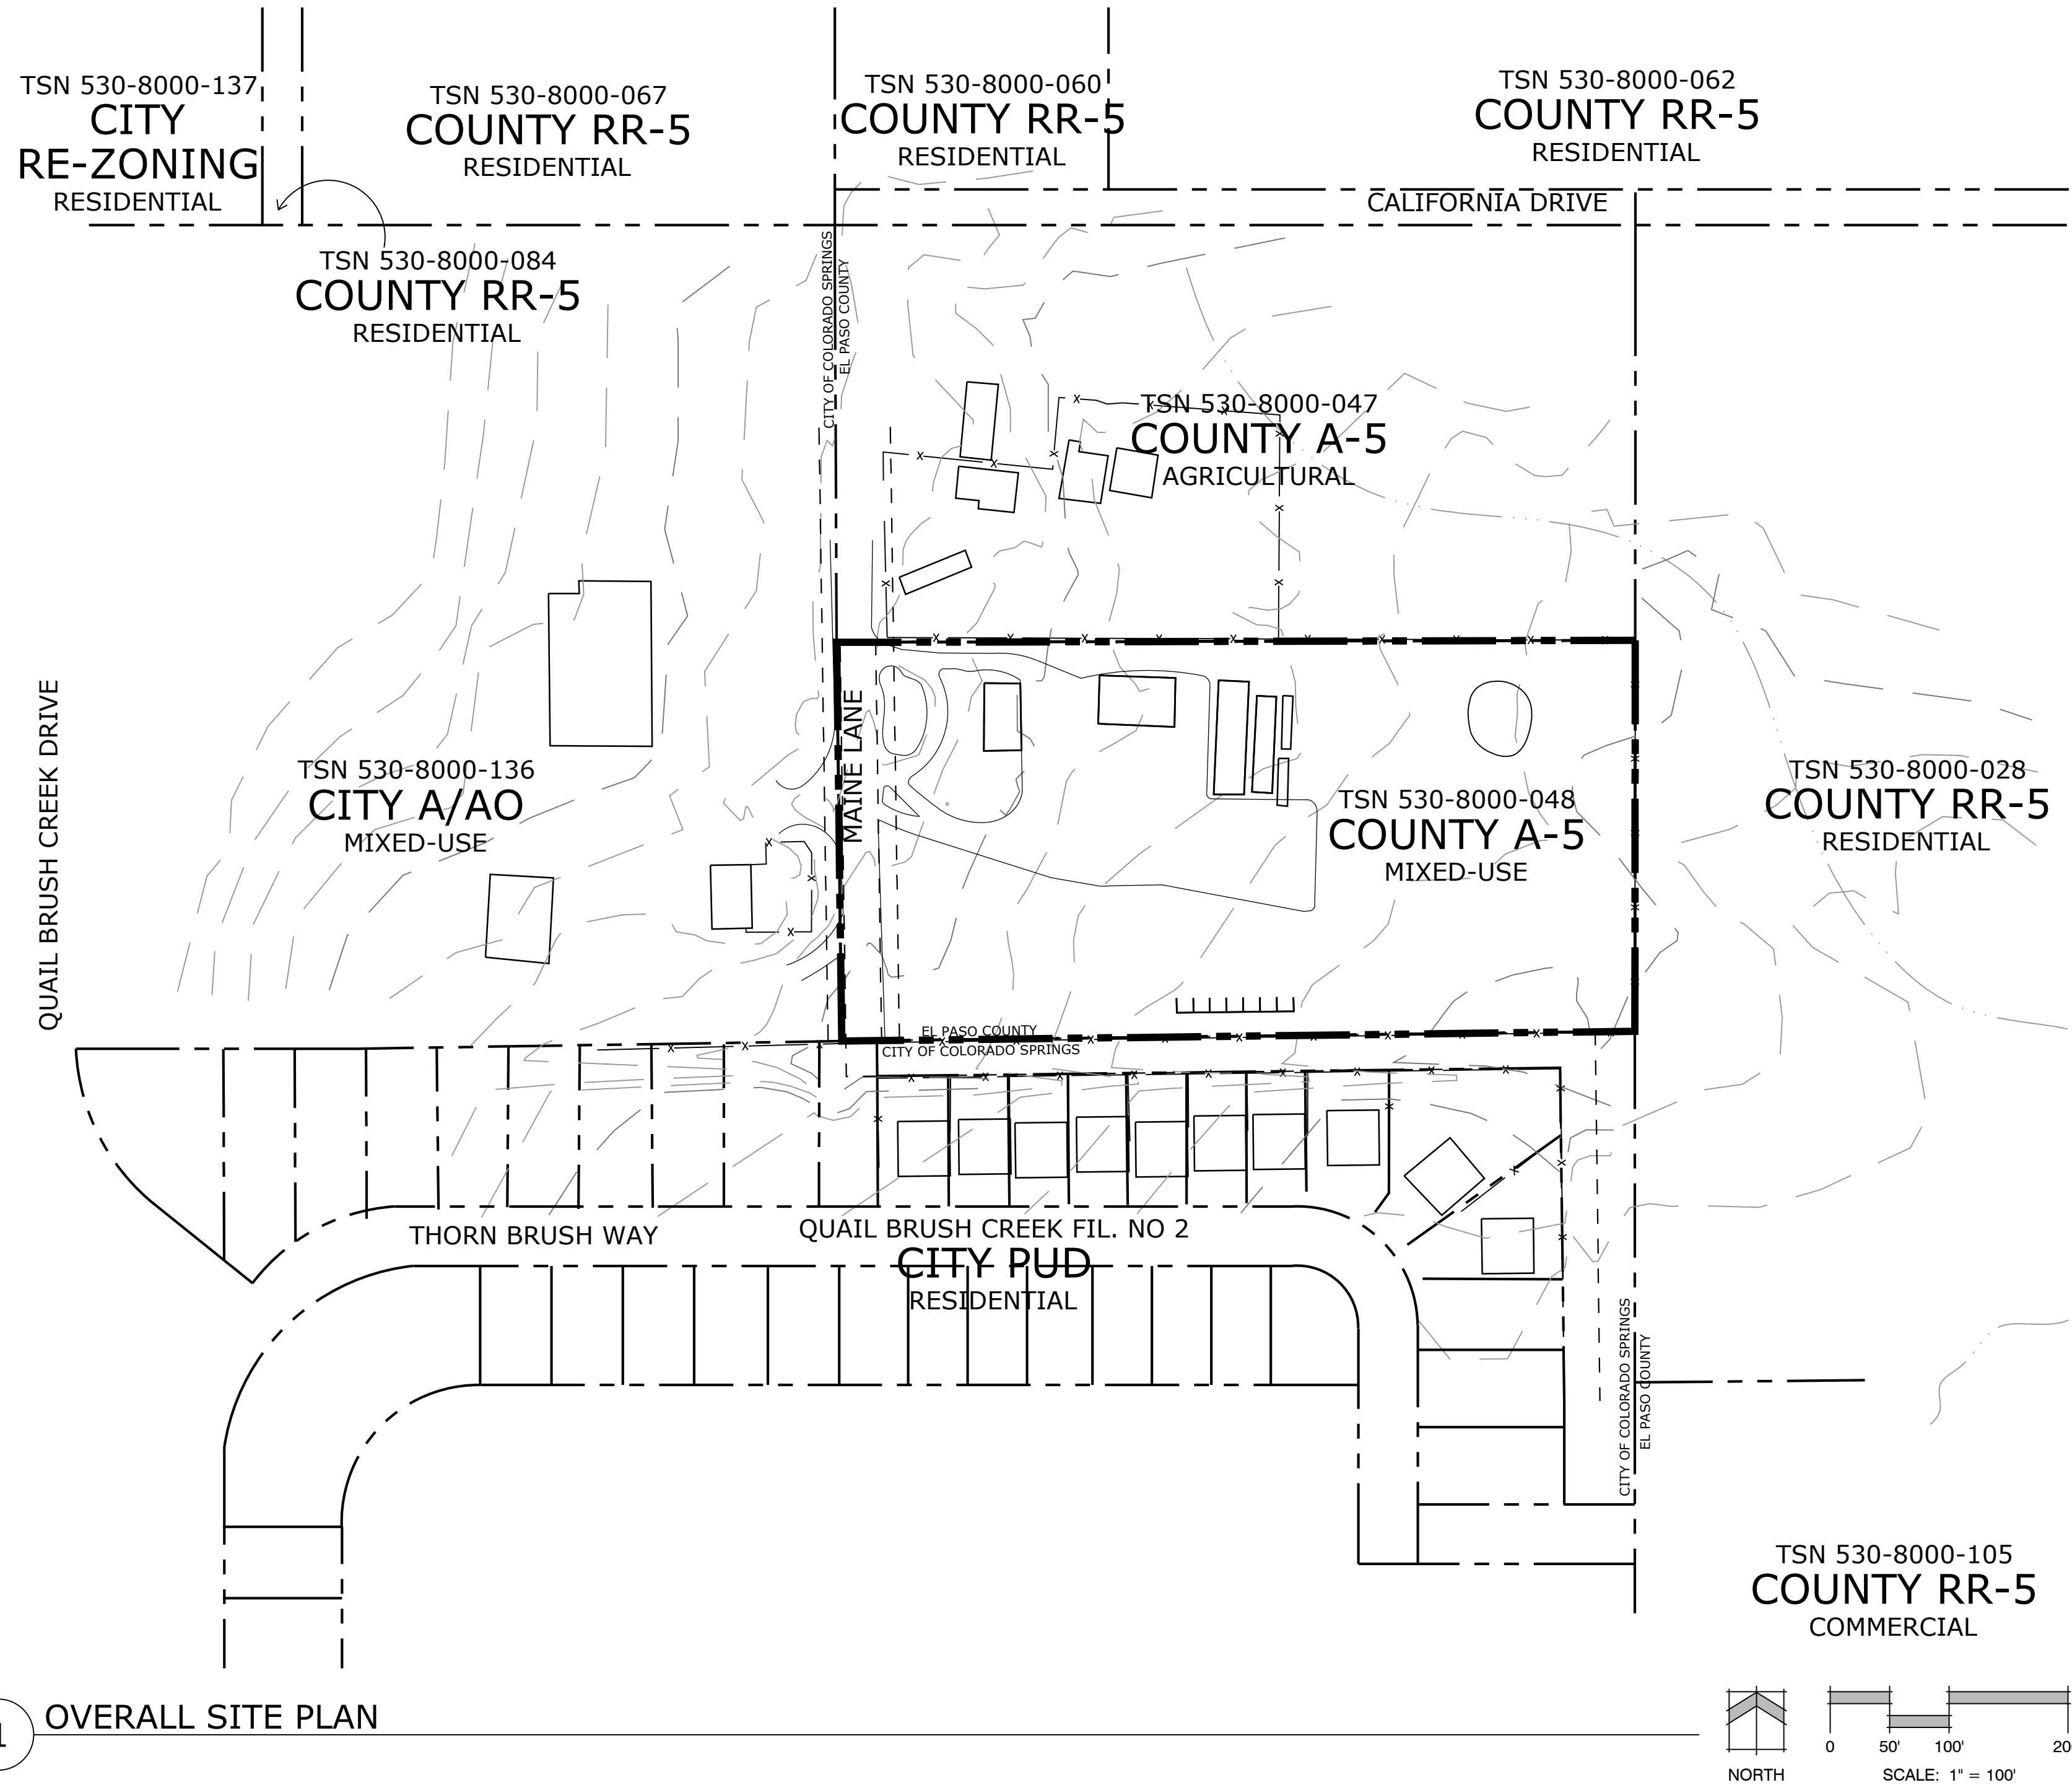 TSN 530-8000-137
CITY
RE-ZONING
RESIDENTIAL
TSN 530-8000-067
COUNTY RR-5
RESIDENTIAL
TSN 530-8000-060
COUNTY RR-5
RESIDENTIAL
TSN 530-8000-062
COUNTY RR-5
RESIDENTIAL
CALIFORNIA DRIVE
TSN 530-8000-084
COUNTY RR-5
RESIDENTIAL
CITY OF COLORADO SPRINGS
EL PASO COUNTY
TSN 530-8000-047
COUNTY A-5
AGRICULTURAL
QUAIL BRUSH CREEK DRIVE
TSN 530-8000-136
CITY A/AO
MIXED-USE
MAINE LANE
TSN 530-8000-048
COUNTY A-5
MIXED-USE
TSN 530-8000-028
COUNTY RR-5
RESIDENTIAL
EL PASO COUNTY
CITY OF COLORADO SPRINGS
THORN BRUSH WAY
QUAIL BRUSH CREEK FIL. NO 2
CITY PUD
RESIDENTIAL
CITY OF COLORADO SPRINGS
EL PASO COUNTY
TSN 530-8000-105
COUNTY RR-5
COMMERCIAL
1
OVERALL SITE PLAN
NORTH
0 50' 100' 20
SCALE: 1" = 100'